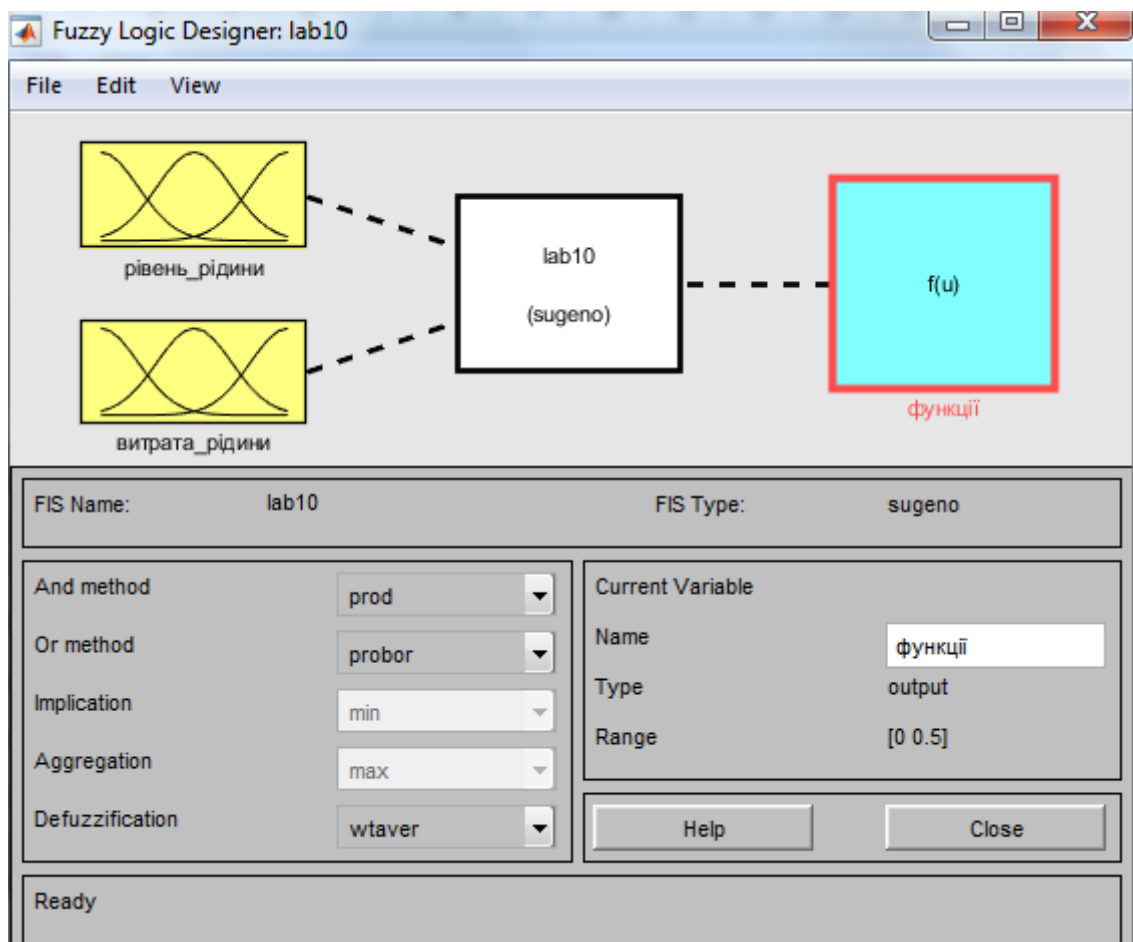 Fuzzy Logic Designer: lab10
File Edit View
рівень_рідини
витрата_рідини
lab10
(sugeno)
f(u)
функції
FIS Name: lab10 FIS Type: sugeno
And method prod
Or method probor
Implication min
Aggregation max
Defuzzification wtaver
Current Variable
Name функції
Type output
Range [0 0.5]
Help Close
Ready